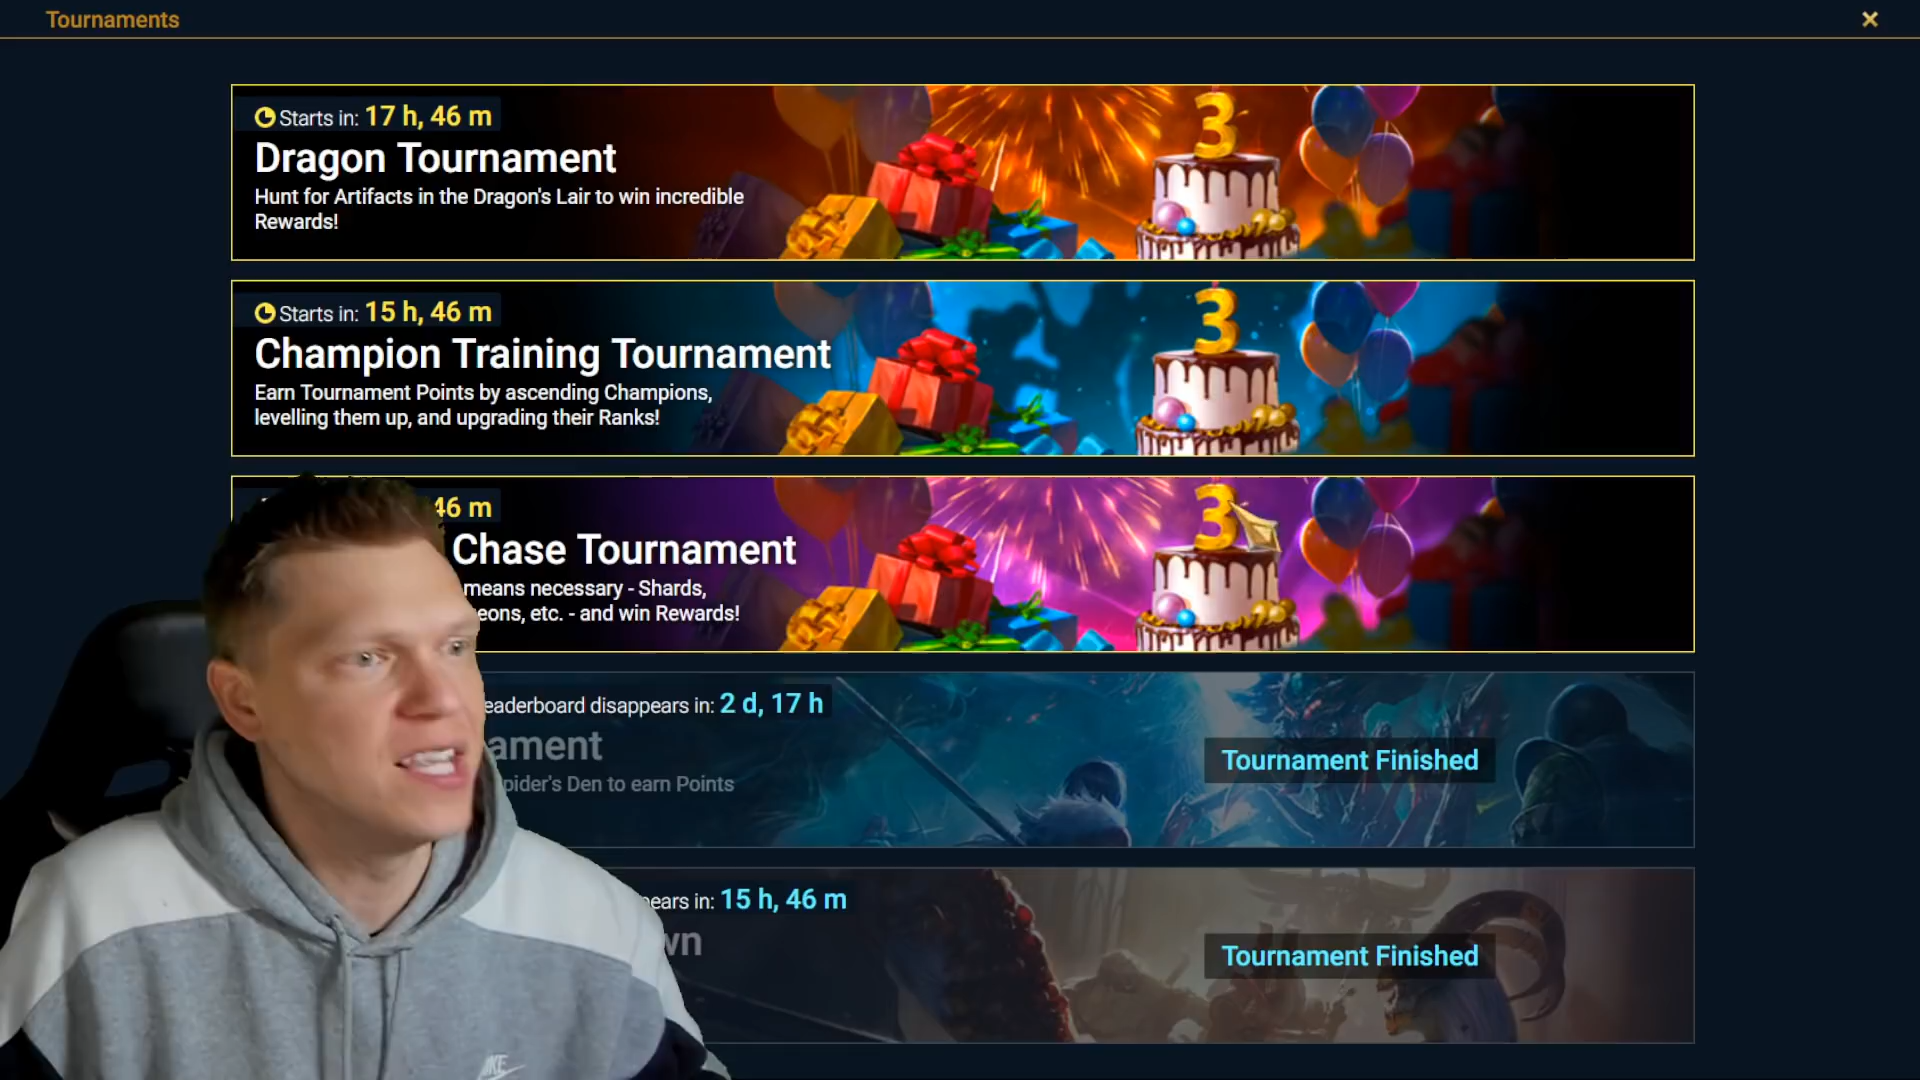 Tournaments
Starts in: 17 h, 46 m
Dragon Tournament
Hunt for Artifacts in the Dragon's Lair to win incredible
Rewards!
3
Starts in: 15 h, 46 m
Champion Training Tournament
Earn Tournament Points by ascending Champions,
levelling them up, and upgrading their Ranks!
3
46 m
Chase Tournament
means necessary - Shards,
eons, etc. - and win Rewards!
3
eaderboard disappears in: 2 d, 17 h
ament
pider's Den to earn Points
Tournament Finished
pears in: 15 h, 46 m
wn
Tournament Finished